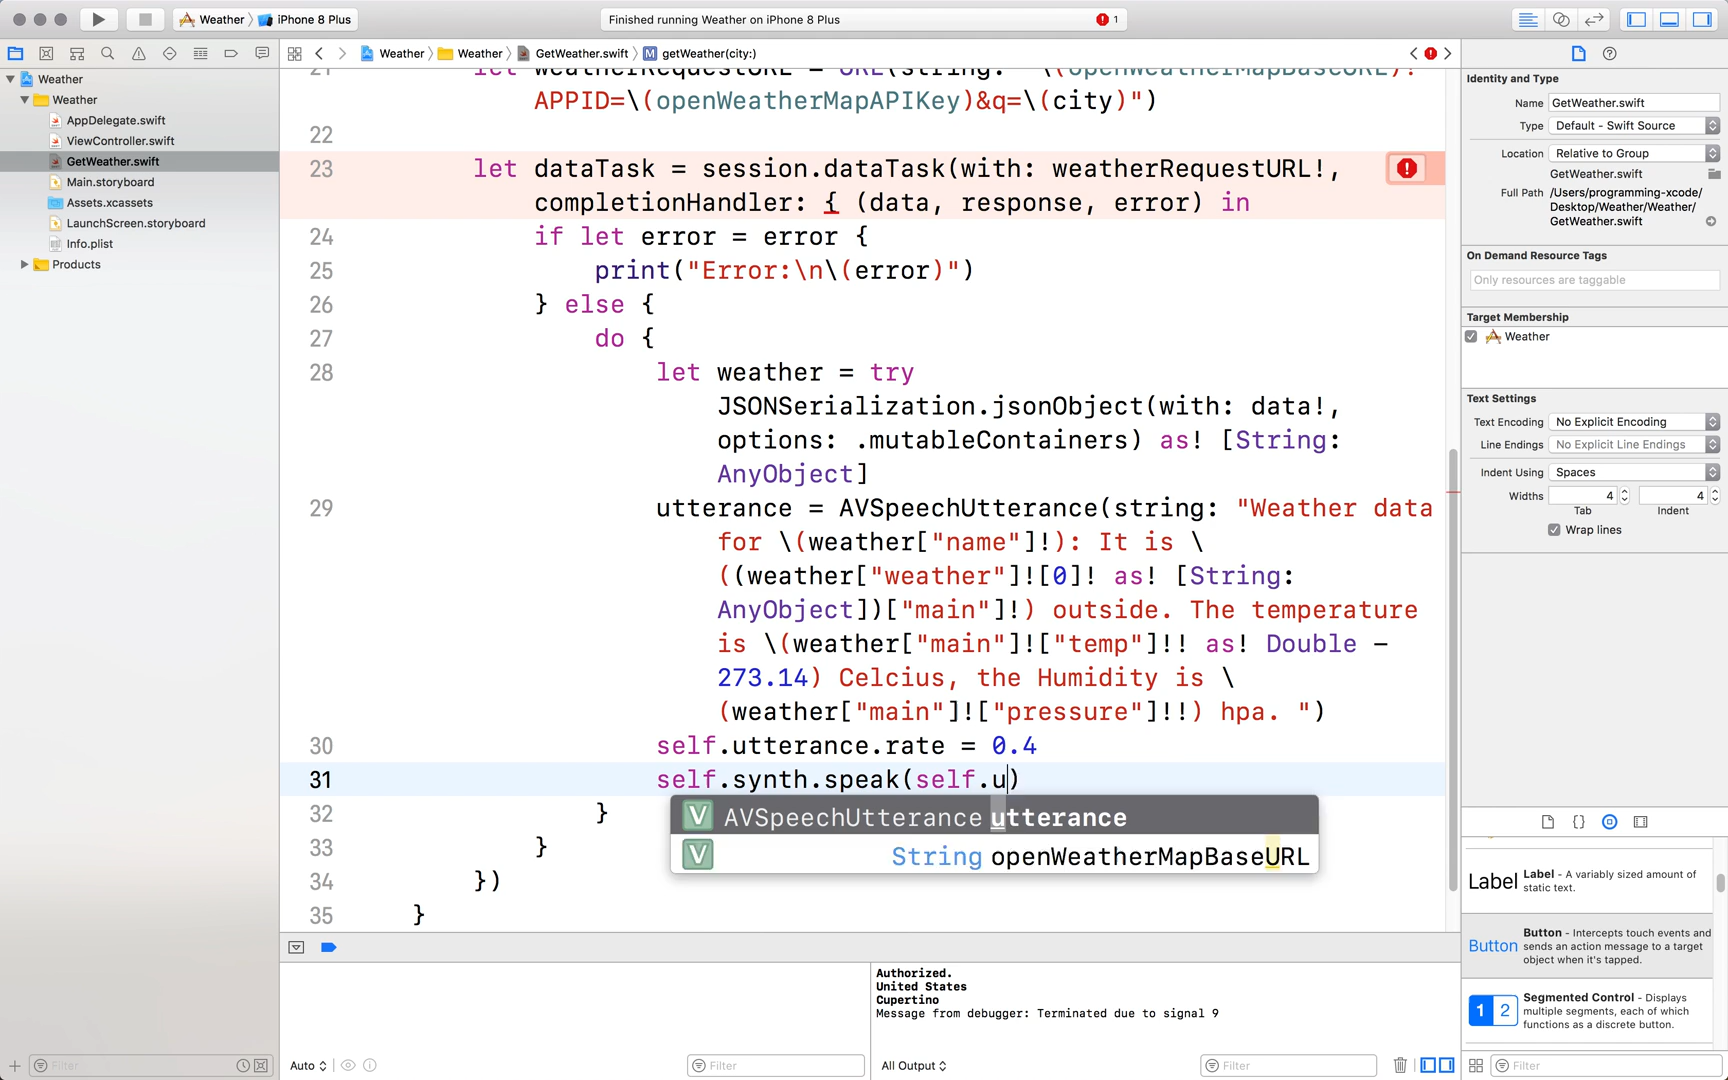 Weather
iPhone 8 Plus
Finished running Weather on iPhone 8 Plus
1
Weather
Weather
GetWeather.swift
M
getWeather(city:)
Weather
Weather
AppDelegate.swift
ViewController.swift
GetWeather.swift
Main.storyboard
Assets.xcassets
LaunchScreen.storyboard
Info.plist
Products
21
let weatherRequestURL = URL(string: "\(openWeatherMapBaseURL)?
APPID=\(openWeatherMapAPIKey)&q=\(city)")
22
23 let dataTask = session.dataTask(with: weatherRequestURL!,
completionHandler: { (data, response, error) in
24 if let error = error {
25 print("Error:\n\(error)")
26 } else {
27 do {
28 let weather = try
JSONSerialization.jsonObject(with: data!,
options: .mutableContainers) as! [String:
AnyObject]
29 utterance = AVSpeechUtterance(string: "Weather data
for \(weather["name"]!): It is \
((weather["weather"]![0]! as! [String:
AnyObject])["main"]!) outside. The temperature
is \(weather["main"]!["temp"]!! as! Double -
273.14) Celcius, the Humidity is \
(weather["main"]!["pressure"]!!) hpa. ")
30 self.utterance.rate = 0.4
31 self.synth.speak(self.u)
V AVSpeechUtterance utterance
V String openWeatherMapBaseURL
32 }
33 }
34 })
35 }
Authorized.
United States
Cupertino
Message from debugger: Terminated due to signal 9
Filter
Auto
Filter
All Output
Filter
Identity and Type
Name GetWeather.swift
Type Default - Swift Source
Location Relative to Group
GetWeather.swift
Full Path /Users/programming-xcode/
Desktop/Weather/Weather/
GetWeather.swift
On Demand Resource Tags
Only resources are taggable
Target Membership
Weather
Text Settings
Text Encoding No Explicit Encoding
Line Endings No Explicit Line Endings
Indent Using Spaces
Widths 4 4
Tab Indent
Wrap lines
Label Label - A variably sized amount of
static text.
Button Button - Intercepts touch events and
sends an action message to a target
object when it's tapped.
1 2 Segmented Control - Displays
multiple segments, each of which
functions as a discrete button.
Filter